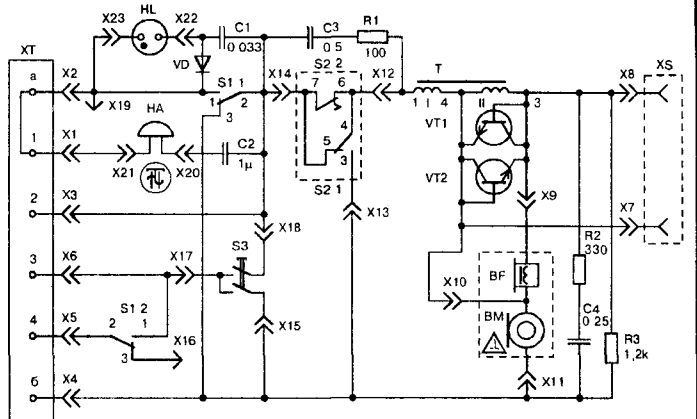 X23 HL X22 C1 C3 R1
0 033 0 5 100
XT VD S2 2
a X2 S1 1 X14 7 6 X12 T X8 XS
X19 1 2 1 I 4 II 3
HA 3 4 VT1
1 X1 C2 5
1µ 3
X21 X20 S2 1 VT2
2 X3 X18 X13 X9 X7
R2
3 X6 X17 S3 330
BF
X10
4 X5 S1 2 1 X16 X15 BM C4
2 0 25 R3
3 1,2k
б X4 X11